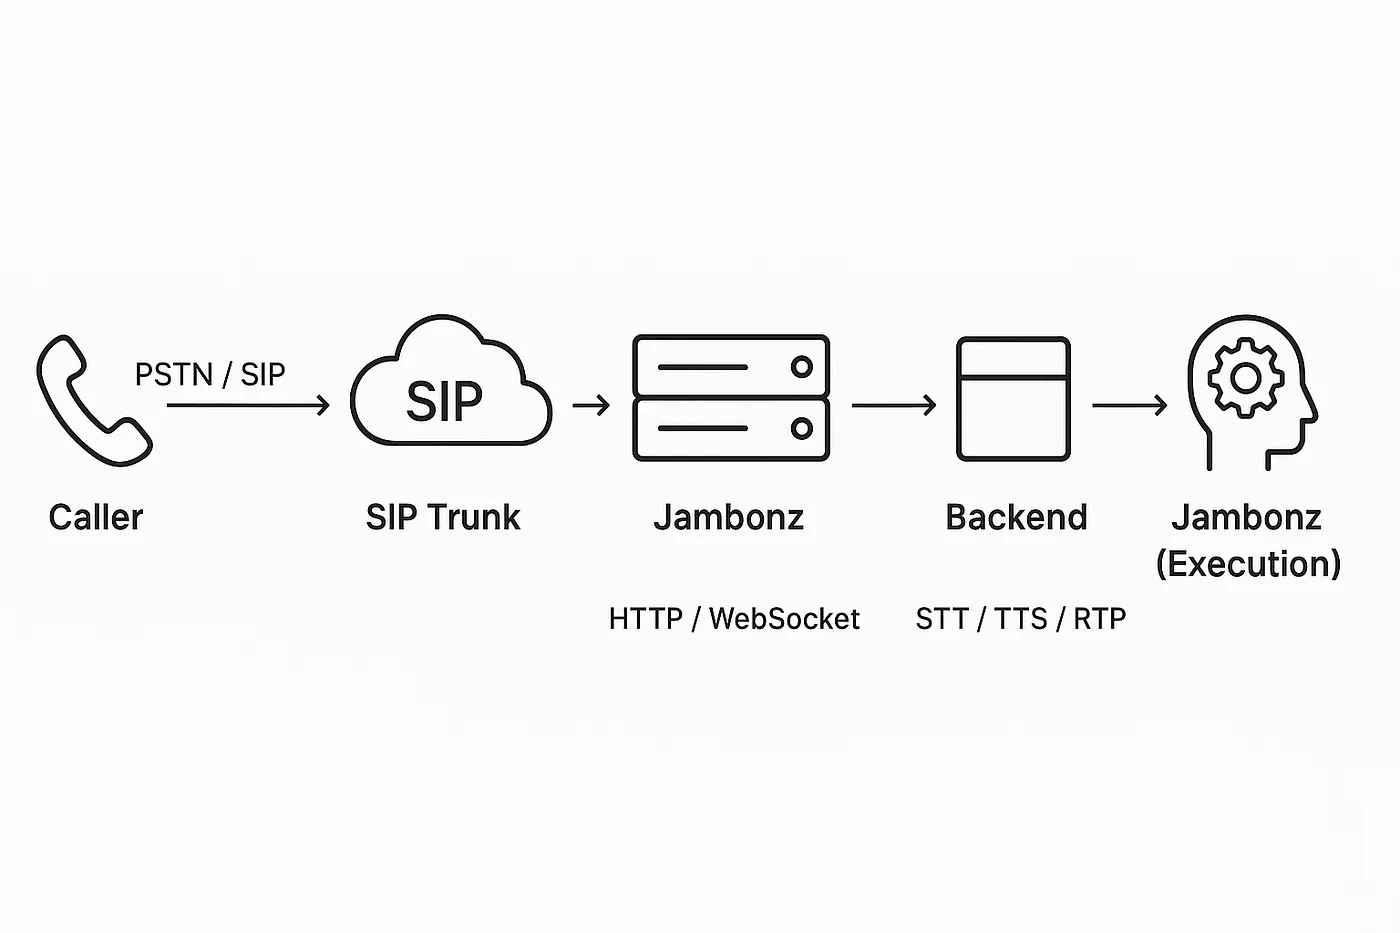 PSTN / SIP
SIP
Caller
SIP Trunk
Jambonz
Backend
Jambonz
(Execution)
HTTP / WebSocket
STT / TTS / RTP